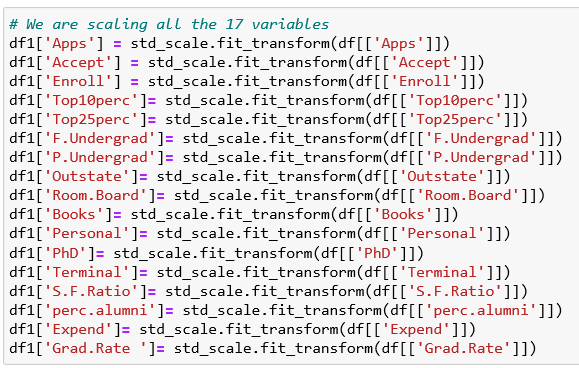 # We are scaling all the 17 variables
df1['Apps'] = std_scale.fit_transform(df[['Apps']])
df1['Accept'] = std_scale.fit_transform(df[['Accept']])
df1['Enroll'] = std_scale.fit_transform(df[['Enroll']])
df1['Top10perc']= std_scale.fit_transform(df[['Top10perc']])
df1['Top25perc']= std_scale.fit_transform(df[['Top25perc']])
df1['F.Undergrad']= std_scale.fit_transform(df[['F.Undergrad']])
df1['P.Undergrad']= std_scale.fit_transform(df[['P.Undergrad']])
df1['Outstate']= std_scale.fit_transform(df[['Outstate']])
df1['Room.Board']= std_scale.fit_transform(df[['Room.Board']])
df1['Books']= std_scale.fit_transform(df[['Books']])
df1['Personal']= std_scale.fit_transform(df[['Personal']])
df1['PhD']= std_scale.fit_transform(df[['PhD']])
df1['Terminal']= std_scale.fit_transform(df[['Terminal']])
df1['S.F.Ratio']= std_scale.fit_transform(df[['S.F.Ratio']])
df1['perc.alumni']= std_scale.fit_transform(df[['perc.alumni']])
df1['Expend']= std_scale.fit_transform(df[['Expend']])
df1['Grad.Rate ']= std_scale.fit_transform(df[['Grad.Rate']])